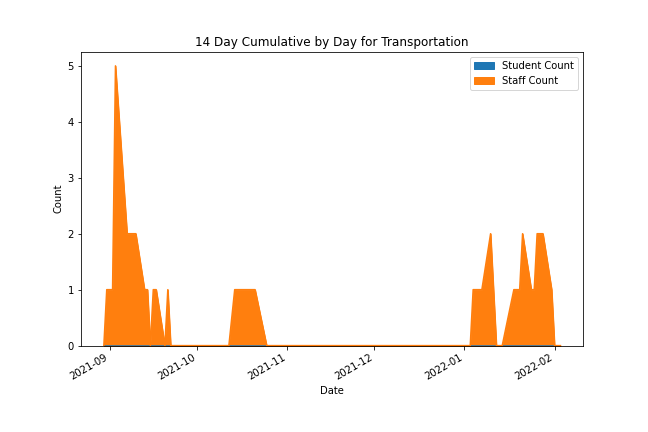 14 Day Cumulative by Day for Transportation
Student Count
Staff Count
Count
5
4
3
2
1
0
2021-09
2021-10
2021-11
2021-12
2022-01
2022-02
Date